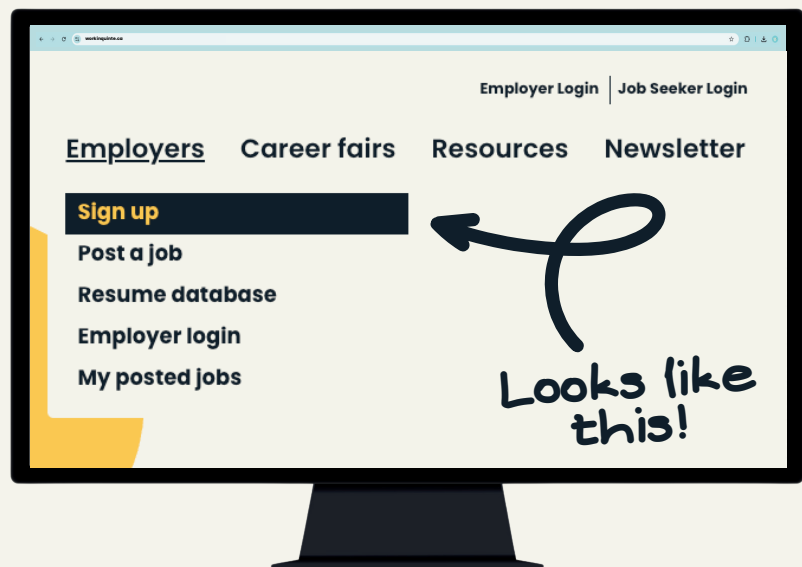 workinquinte.ca
Employer Login | Job Seeker Login
Employers Career fairs Resources Newsletter
Sign up
Post a job
Resume database
Employer login
My posted jobs
Looks like
this!